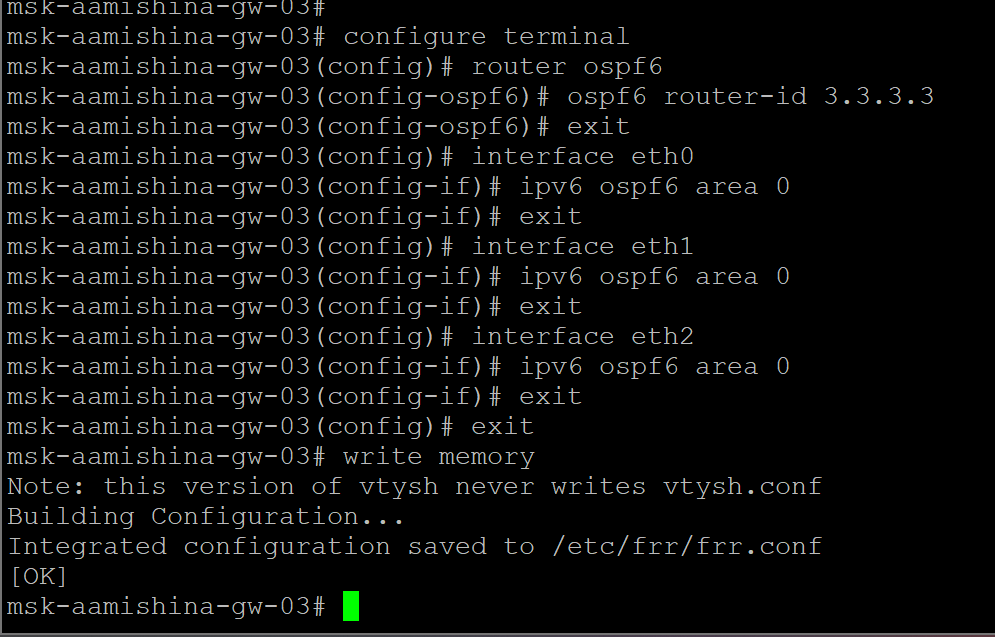 msk-aamishina-gw-03#
msk-aamishina-gw-03# configure terminal
msk-aamishina-gw-03(config)# router ospf6
msk-aamishina-gw-03(config-ospf6)# ospf6 router-id 3.3.3.3
msk-aamishina-gw-03(config-ospf6)# exit
msk-aamishina-gw-03(config)# interface eth0
msk-aamishina-gw-03(config-if)# ipv6 ospf6 area 0
msk-aamishina-gw-03(config-if)# exit
msk-aamishina-gw-03(config)# interface eth1
msk-aamishina-gw-03(config-if)# ipv6 ospf6 area 0
msk-aamishina-gw-03(config-if)# exit
msk-aamishina-gw-03(config)# interface eth2
msk-aamishina-gw-03(config-if)# ipv6 ospf6 area 0
msk-aamishina-gw-03(config-if)# exit
msk-aamishina-gw-03(config)# exit
msk-aamishina-gw-03# write memory
Note: this version of vtysh never writes vtysh.conf
Building Configuration...
Integrated configuration saved to /etc/frr/frr.conf
[OK]
msk-aamishina-gw-03#